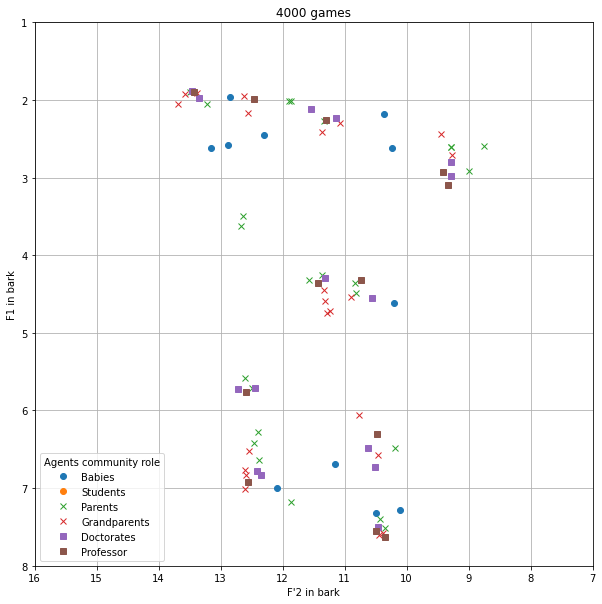 4000 games
1
2
3
4
5
6
7
8
F1 in bark
Agents community role
Babies
Students
Parents
Grandparents
Doctorates
Professor
16 15 14 13 12 11 10 9 8 7
F'2 in bark